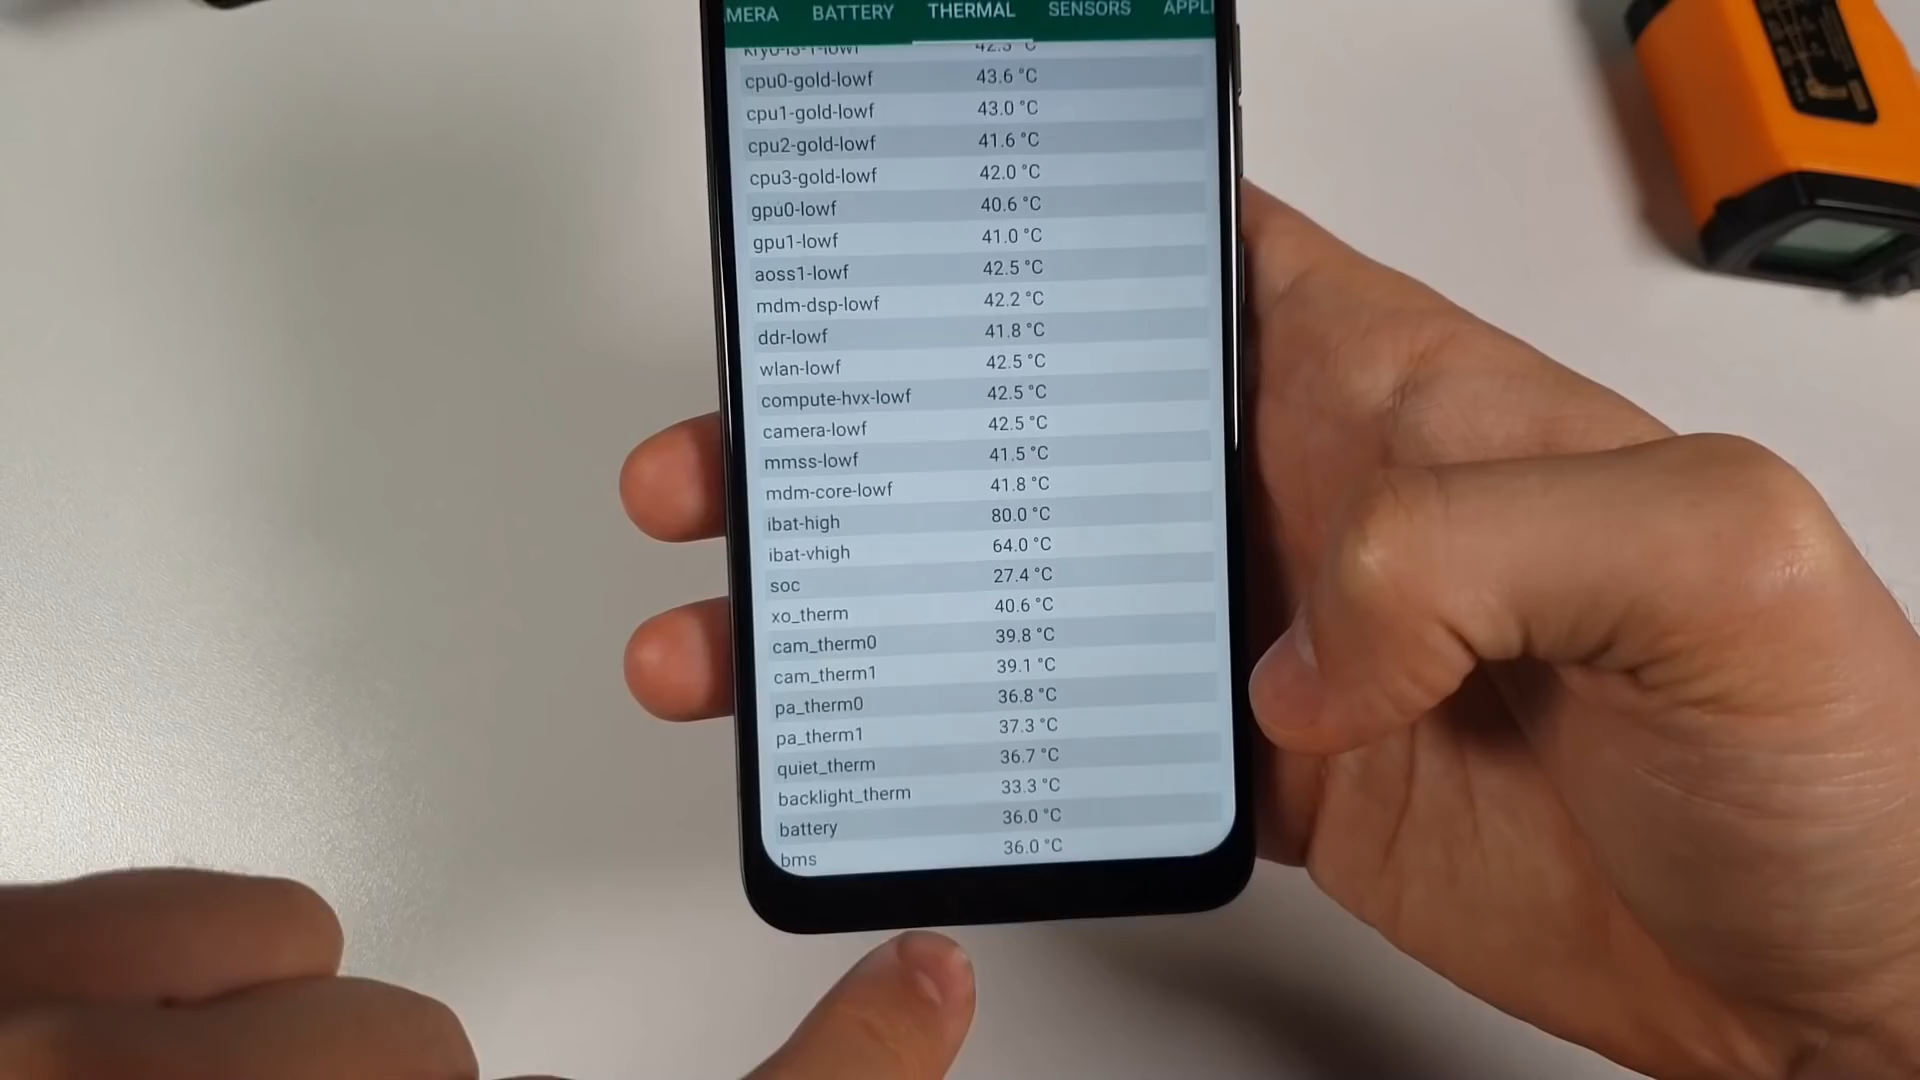 MERA BATTERY THERMAL SENSORS APPLI
cpu0-gold-lowf 43.6 °C
cpu1-gold-lowf 43.0 °C
cpu2-gold-lowf 41.6 °C
cpu3-gold-lowf 42.0 °C
gpu0-lowf 40.6 °C
gpu1-lowf 41.0 °C
aoss1-lowf 42.5 °C
mdm-dsp-lowf 42.2 °C
ddr-lowf 41.8 °C
wlan-lowf 42.5 °C
compute-hvx-lowf 42.5 °C
camera-lowf 42.5 °C
mmss-lowf 41.5 °C
mdm-core-lowf 41.8 °C
ibat-high 80.0 °C
ibat-vhigh 64.0 °C
soc 27.4 °C
xo_therm 40.6 °C
cam_therm0 39.8 °C
cam_therm1 39.1 °C
pa_therm0 36.8 °C
pa_therm1 37.3 °C
quiet_therm 36.7 °C
backlight_therm 33.3 °C
battery 36.0 °C
bms 36.0 °C